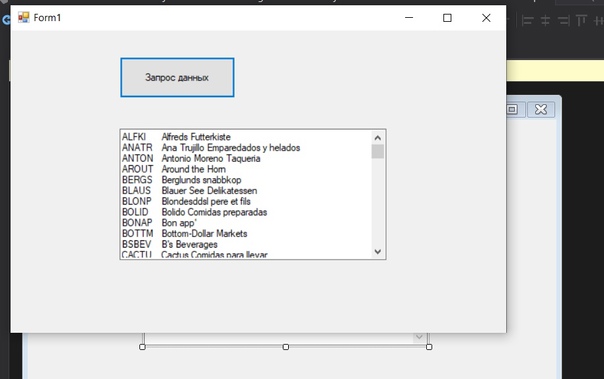 Form1
Запрос данных
ALFKI Alfreds Futterkiste
ANATR Ana Trujillo Emparedados y helados
ANTON Antonio Moreno Taqueria
AROUT Around the Horn
BERGS Berglunds snabbkop
BLAUS Blauer See Delikatessen
BLONP Blondesddsl pere et fils
BOLID Bolido Comidas preparadas
BONAP Bon app'
BOTTM Bottom-Dollar Markets
BSBEV B's Beverages
CACTU Cactus Comidas para llevar